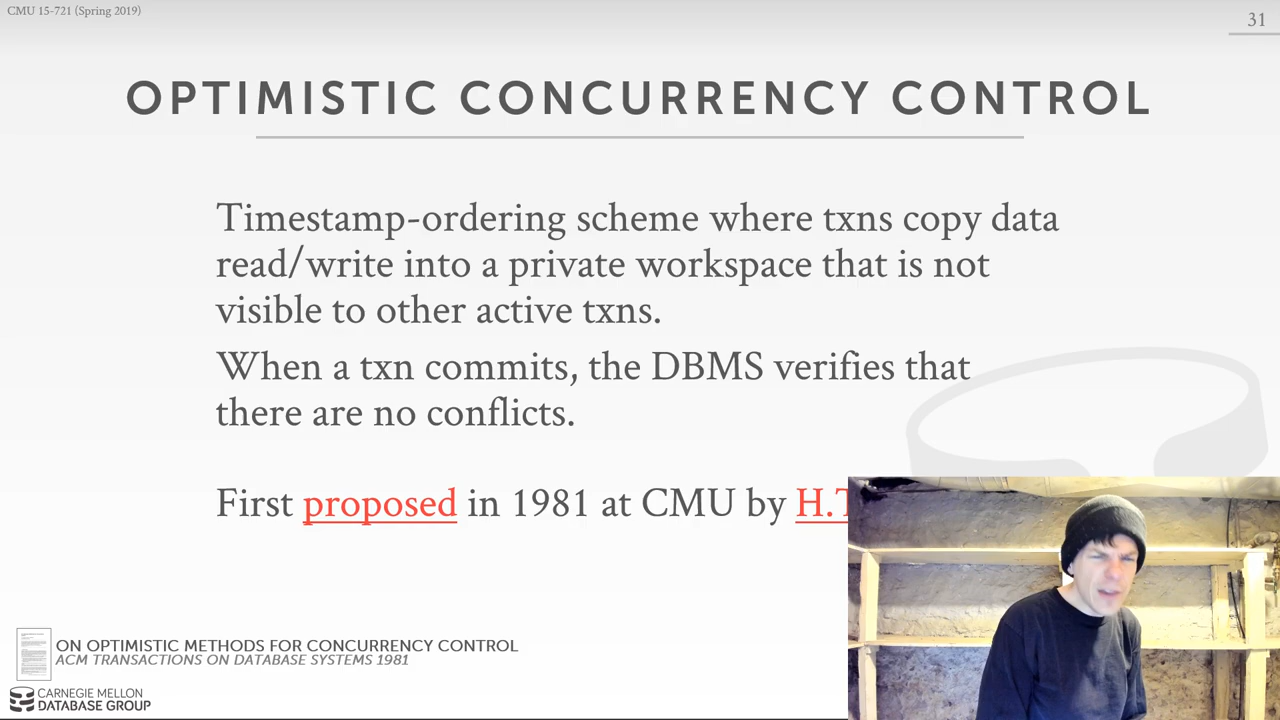 CMU 15-721 (Spring 2019)
31
OPTIMISTIC CONCURRENCY CONTROL
Timestamp-ordering scheme where txns copy data
read/write into a private workspace that is not
visible to other active txns.
When a txn commits, the DBMS verifies that
there are no conflicts.
First proposed in 1981 at CMU by H.T
ON OPTIMISTIC METHODS FOR CONCURRENCY CONTROL
ACM TRANSACTIONS ON DATABASE SYSTEMS 1981
CARNEGIE MELLON
DATABASE GROUP